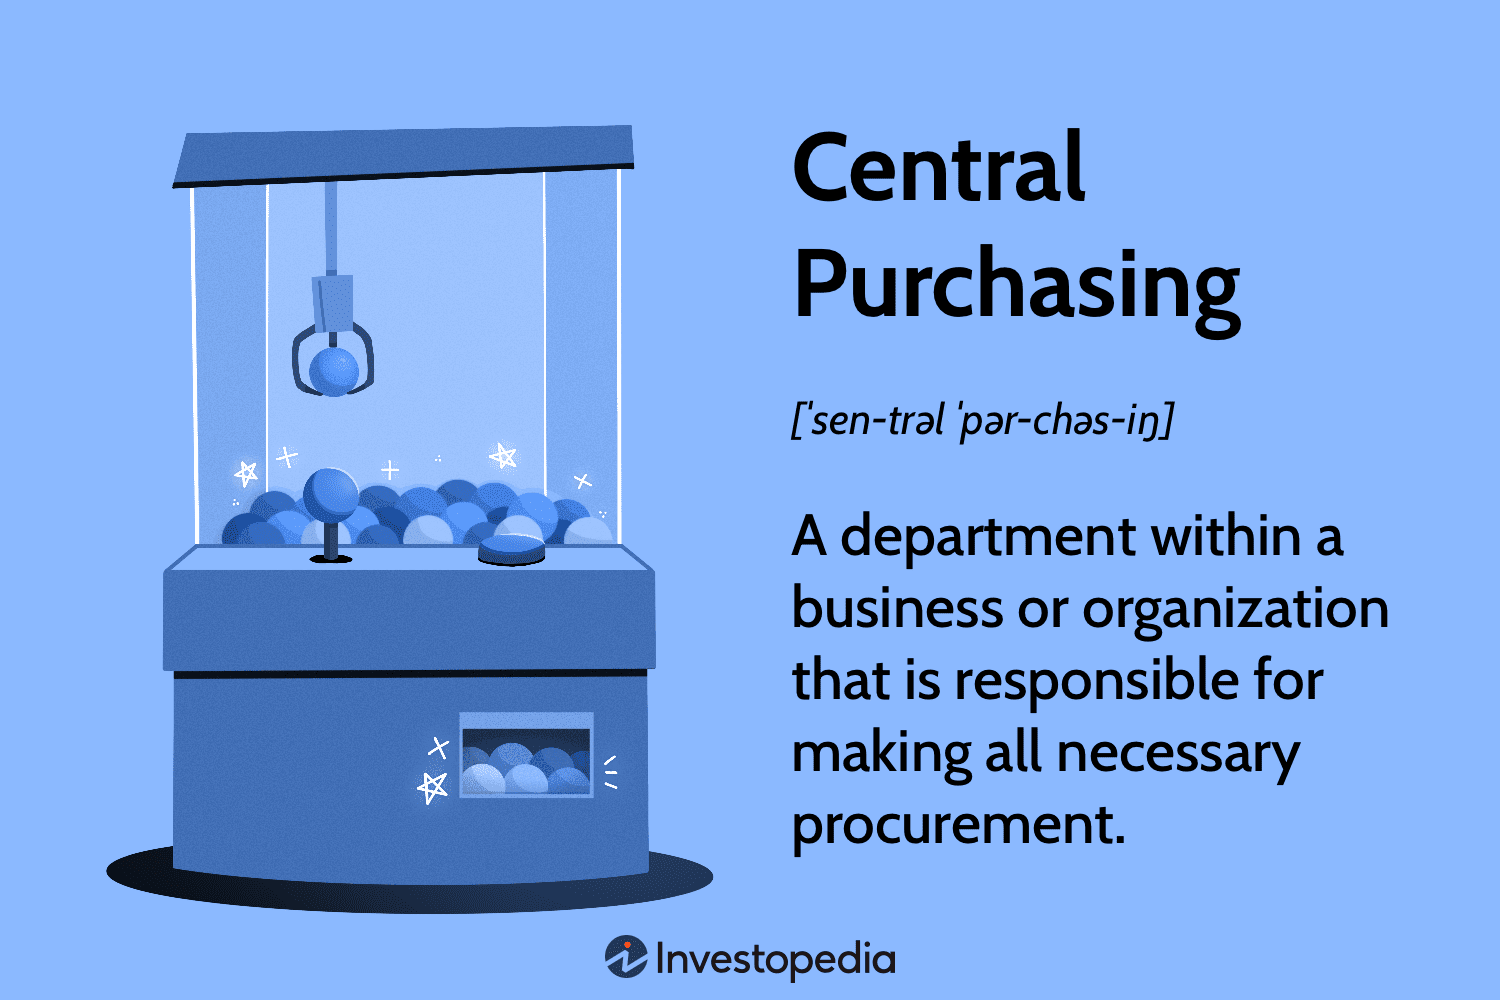 Central
Purchasing
[ˈsen-trəl ˈpər-chəs-iŋ]
A department within a
business or organization
that is responsible for
making all necessary
procurement.
Investopedia